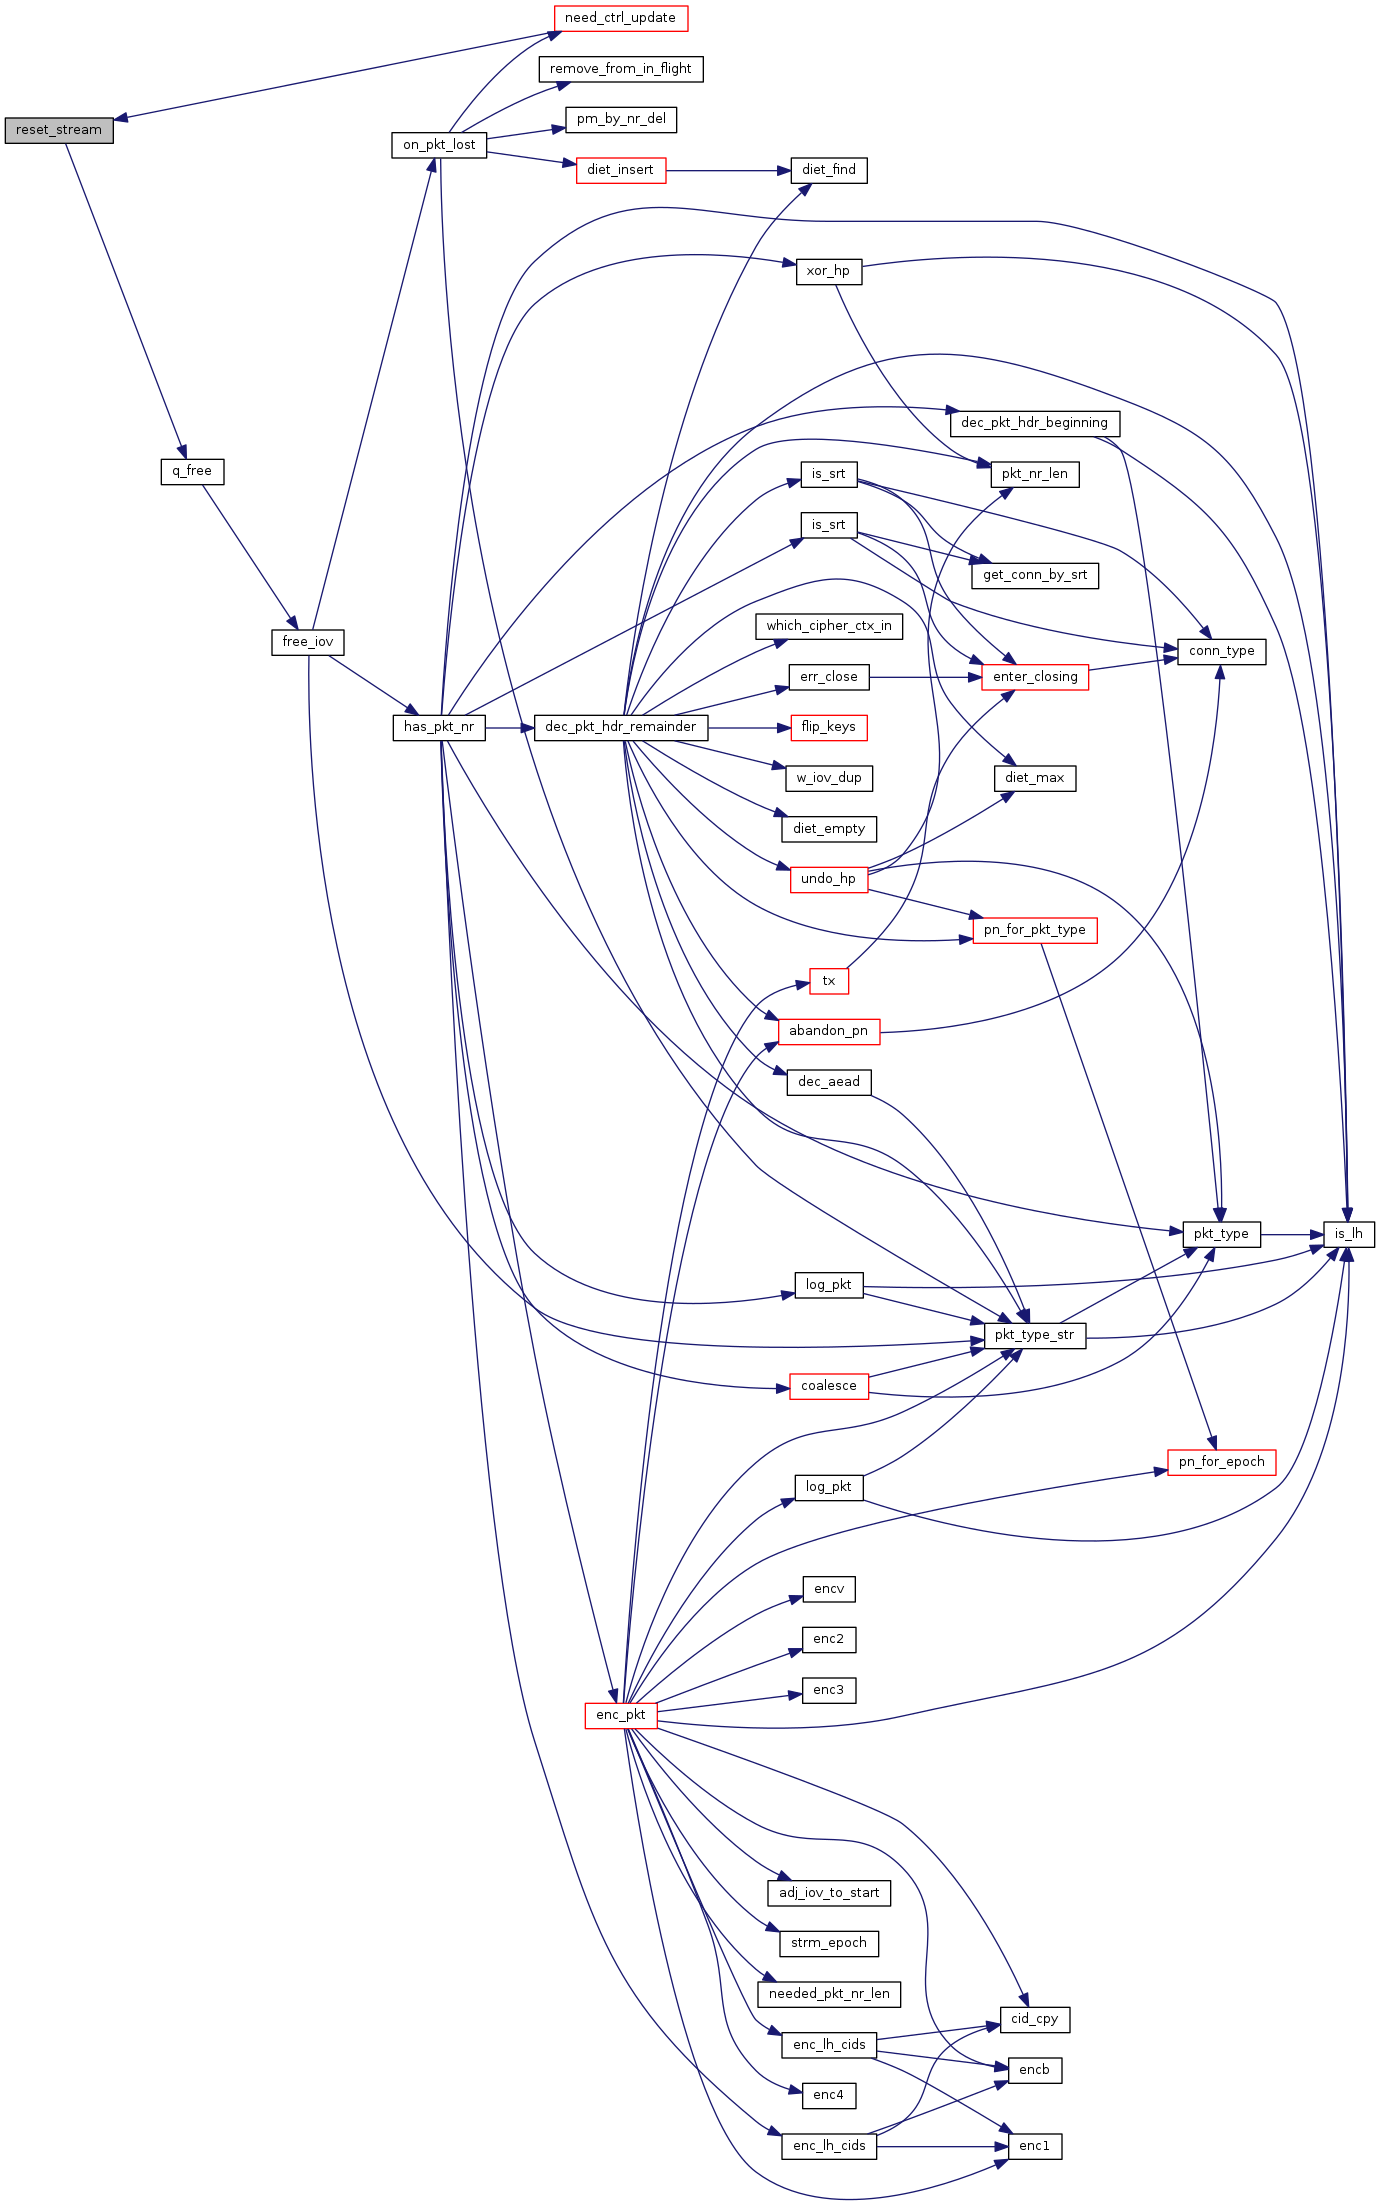 need_ctrl_update
remove_from_in_flight
pm_by_nr_del
reset_stream
on_pkt_lost
diet_insert
diet_find
xor_hp
dec_pkt_hdr_beginning
q_free
is_srt
pkt_nr_len
is_srt
get_conn_by_srt
which_cipher_ctx_in
free_iov
conn_type
err_close
enter_closing
has_pkt_nr
dec_pkt_hdr_remainder
flip_keys
w_iov_dup
diet_max
diet_empty
undo_hp
pn_for_pkt_type
tx
abandon_pn
dec_aead
pkt_type
is_lh
log_pkt
pkt_type_str
coalesce
pn_for_epoch
log_pkt
encv
enc2
enc3
enc_pkt
adj_iov_to_start
strm_epoch
needed_pkt_nr_len
cid_cpy
enc_lh_cids
encb
enc4
enc_lh_cids
enc1